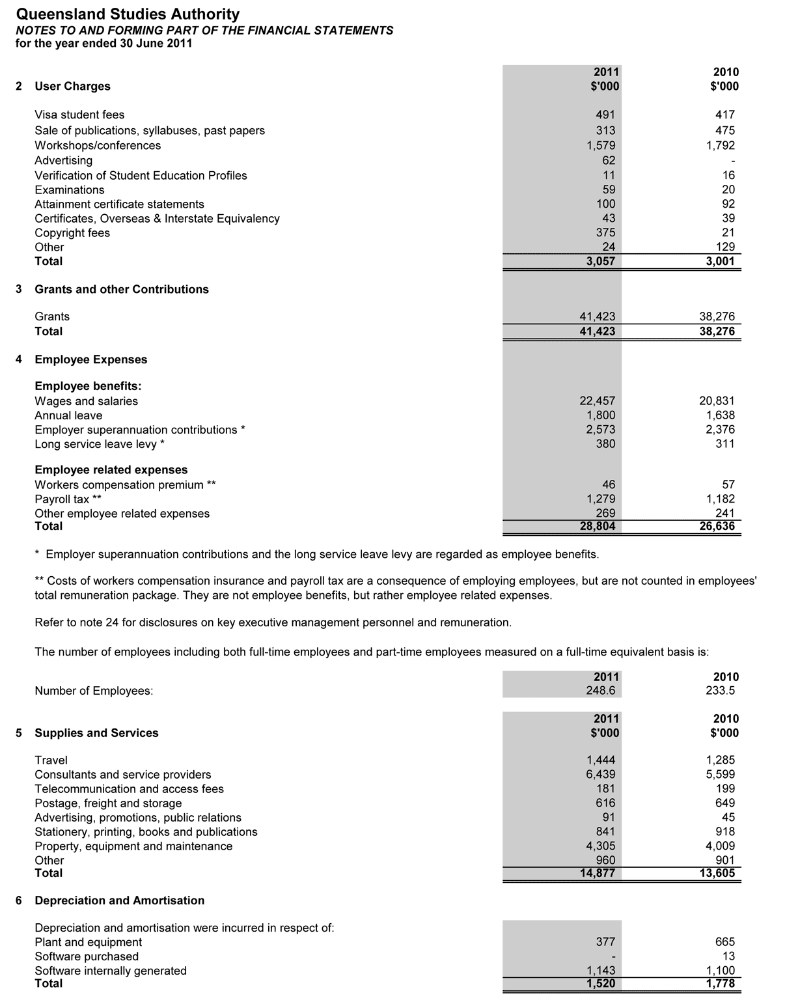 Queensland Studies Authority
NOTES TO AND FORMING PART OF THE FINANCIAL STATEMENTS
for the year ended 30 June 2011
2011 2010
2 User Charges $'000 $'000
Visa student fees 491 417
Sale of publications, syllabuses, past papers 313 475
Workshops/conferences 1,579 1,792
Advertising 62 -
Verification of Student Education Profiles 11 16
Examinations 59 20
Attainment certificate statements 100 92
Certificates, Overseas & Interstate Equivalency 43 39
Copyright fees 375 21
Other 24 129
Total 3,057 3,001
3 Grants and other Contributions
Grants 41,423 38,276
Total 41,423 38,276
4 Employee Expenses
Employee benefits:
Wages and salaries 22,457 20,831
Annual leave 1,800 1,638
Employer superannuation contributions * 2,573 2,376
Long service leave levy * 380 311
Employee related expenses
Workers compensation premium ** 46 57
Payroll tax ** 1,279 1,182
Other employee related expenses 269 241
Total 28,804 26,636
* Employer superannuation contributions and the long service leave levy are regarded as employee benefits.
** Costs of workers compensation insurance and payroll tax are a consequence of employing employees, but are not counted in employees'
total remuneration package. They are not employee benefits, but rather employee related expenses.
Refer to note 24 for disclosures on key executive management personnel and remuneration.
The number of employees including both full-time employees and part-time employees measured on a full-time equivalent basis is:
2011 2010
Number of Employees: 248.6 233.5
2011 2010
5 Supplies and Services $'000 $'000
Travel 1,444 1,285
Consultants and service providers 6,439 5,599
Telecommunication and access fees 181 199
Postage, freight and storage 616 649
Advertising, promotions, public relations 91 45
Stationery, printing, books and publications 841 918
Property, equipment and maintenance 4,305 4,009
Other 960 901
Total 14,877 13,605
6 Depreciation and Amortisation
Depreciation and amortisation were incurred in respect of:
Plant and equipment 377 665
Software purchased - 13
Software internally generated 1,143 1,100
Total 1,520 1,778